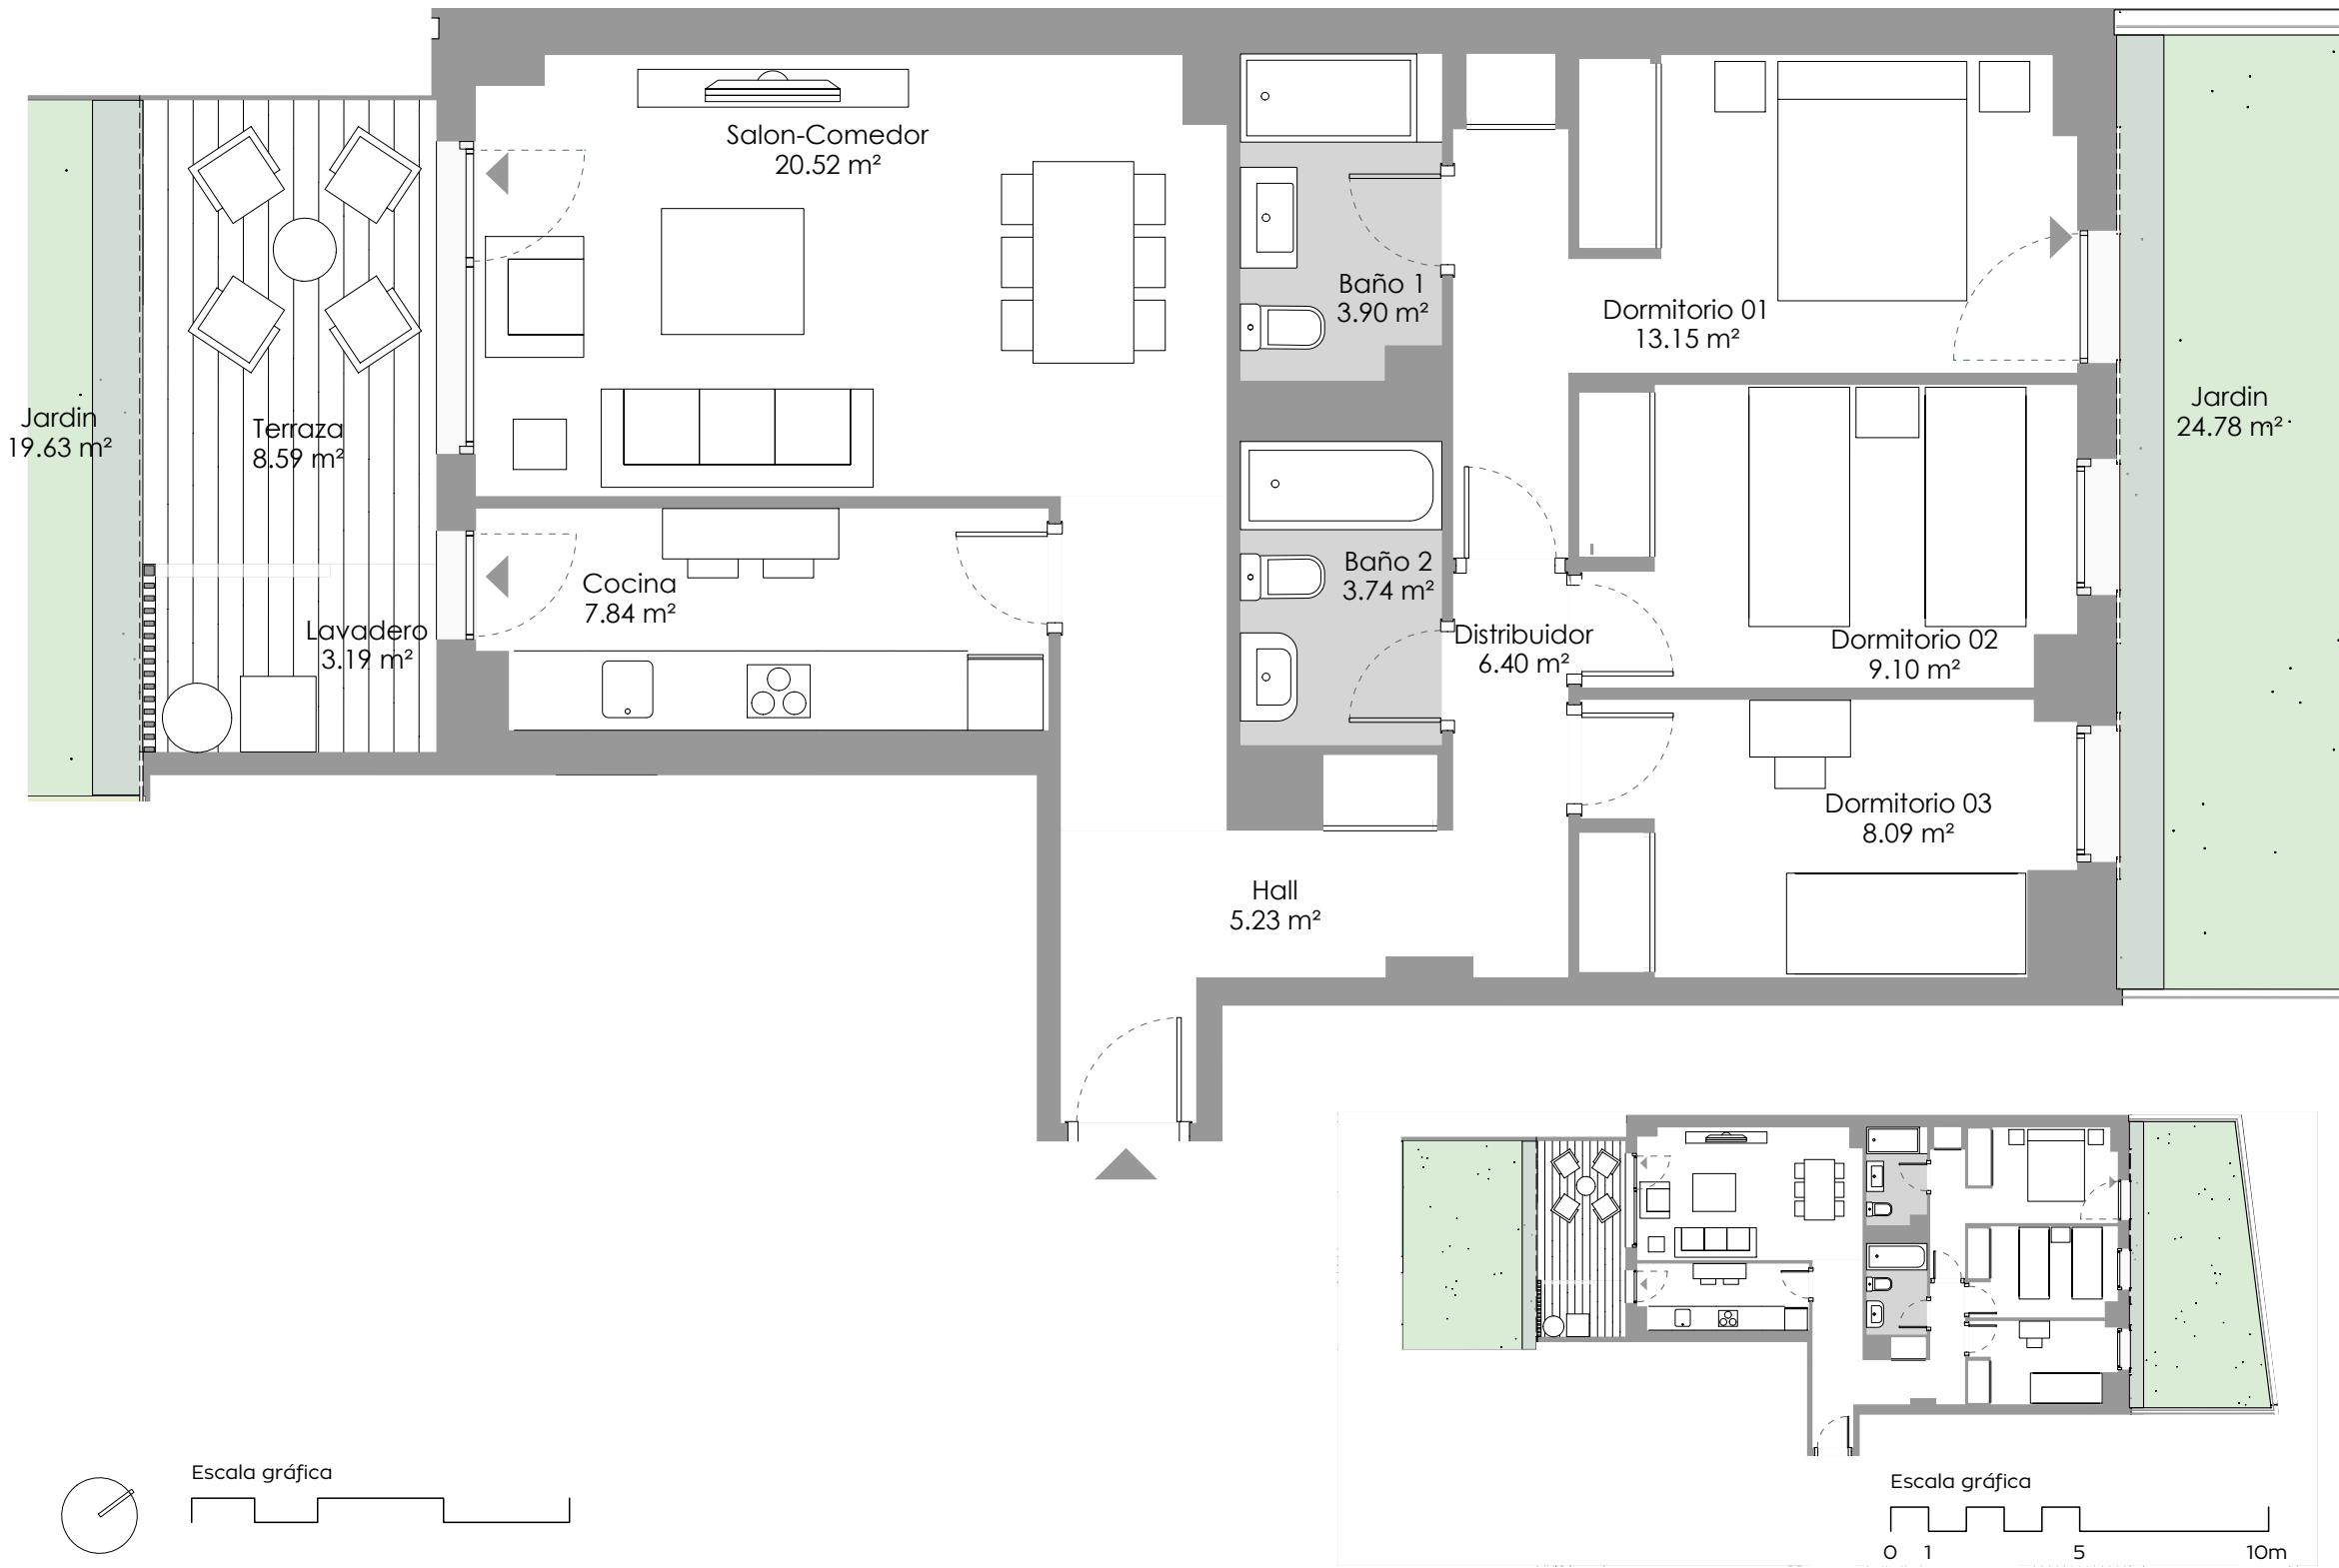 Salon-Comedor
20.52 m²
Baño 1
3.90 m²
Dormitorio 01
13.15 m²
Jardin
24.78 m²
Jardin
19.63 m²
Terraza
8.59 m²
Cocina
7.84 m²
Baño 2
3.74 m²
Lavadero
3.19 m²
Distribuidor
6.40 m²
Dormitorio 02
9.10 m²
Dormitorio 03
8.09 m²
Hall
5.23 m²
Escala gráfica
Escala gráfica
0 1 5 10m